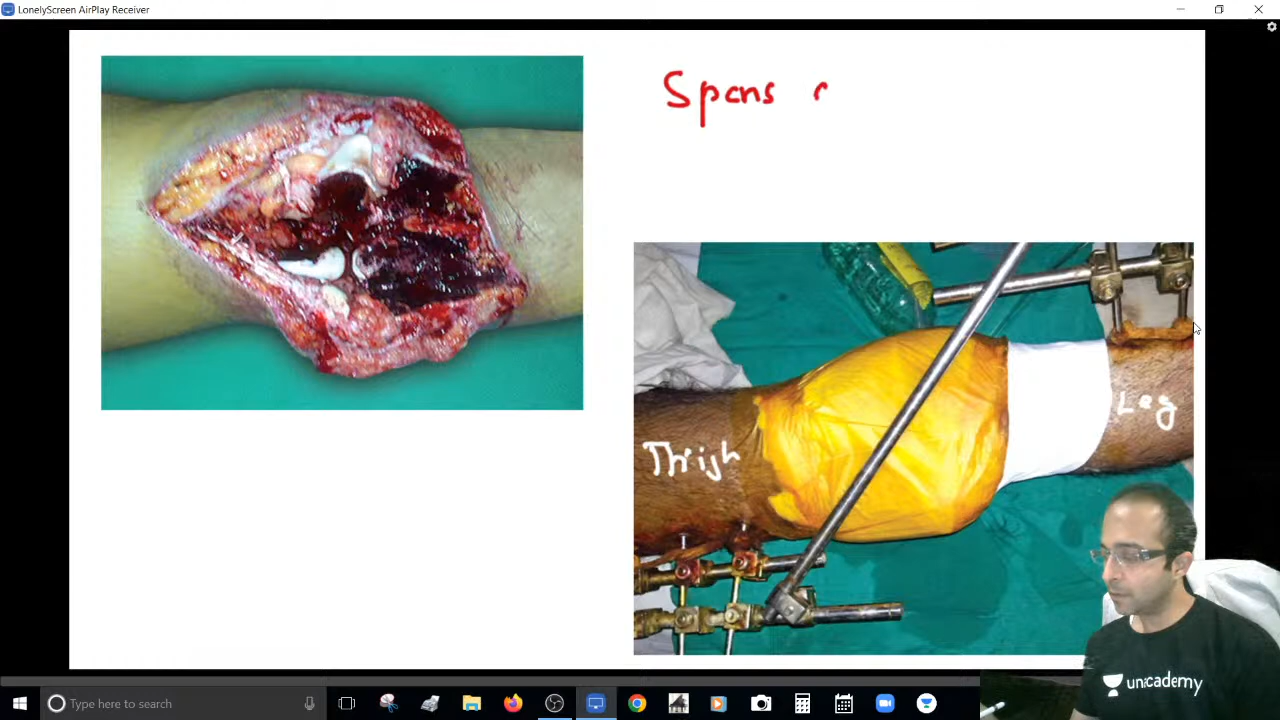 LonelyScreen AirPlay Receiver
Spans
Thigh
Leg
unacademy
Type here to search